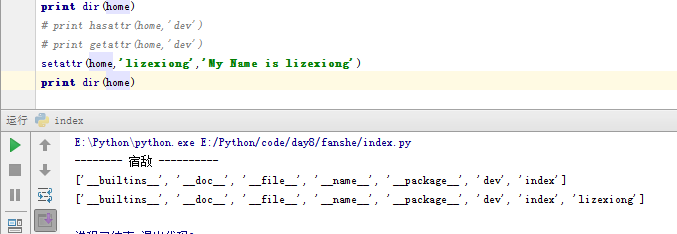 print dir(home)
# print hasattr(home,'dev')
# print getattr(home,'dev')
setattr(home,'lizexiong','My Name is lizexiong')
print dir(home)
运行 index
E:\Python\python.exe E:/Python/code/day8/fanshe/index.py
-------- 宿敌 ----------
['__builtins__', '__doc__', '__file__', '__name__', '__package__', 'dev', 'index']
['__builtins__', '__doc__', '__file__', '__name__', '__package__', 'dev', 'index', 'lizexiong']